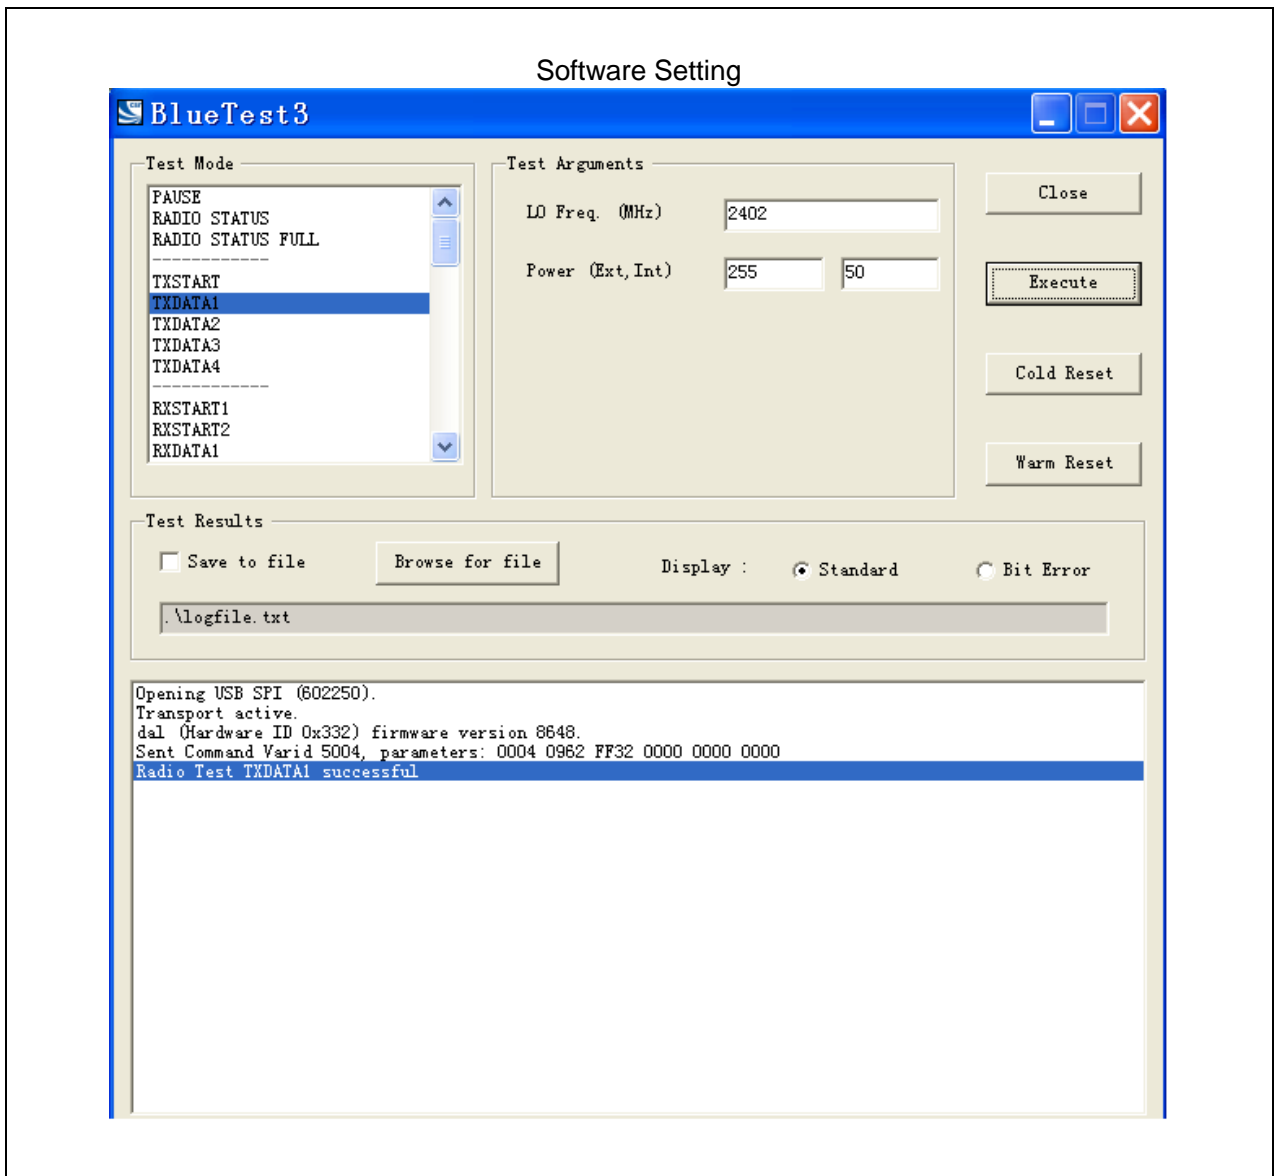 Software Setting
BlueTest3
Test Mode
PAUSE
RADIO STATUS
RADIO STATUS FULL
------------
TXSTART
TXDATA1
TXDATA2
TXDATA3
TXDATA4
------------
RXSTART1
RXSTART2
RXDATA1
Test Arguments
LO Freq. (MHz) 2402
Power (Ext,Int) 255 50
Close
Execute
Cold Reset
Warm Reset
Test Results
Save to file Browse for file Display : Standard Bit Error
.\logfile.txt
Opening USB SPI (602250).
Transport active.
dal (Hardware ID 0x332) firmware version 8648.
Sent Command Varid 5004, parameters: 0004 0962 FF32 0000 0000 0000
Radio Test TXDATA1 successful